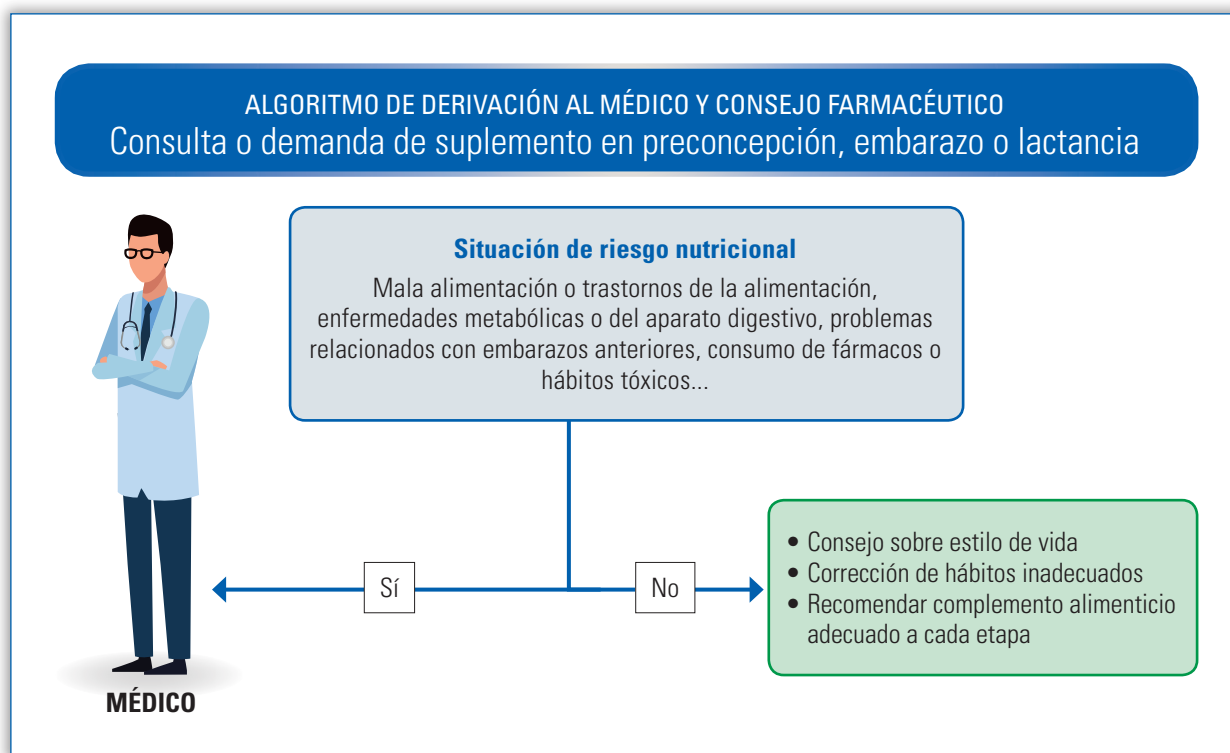 ALGORITMO DE DERIVACIÓN AL MÉDICO Y CONSEJO FARMACÉUTICO
Consulta o demanda de suplemento en preconcepción, embarazo o lactancia
Situación de riesgo nutricional
Mala alimentación o trastornos de la alimentación,
enfermedades metabólicas o del aparato digestivo, problemas
relacionados con embarazos anteriores, consumo de fármacos o
hábitos tóxicos...
Sí
No
• Consejo sobre estilo de vida
• Corrección de hábitos inadecuados
• Recomendar complemento alimenticio
adecuado a cada etapa
MÉDICO